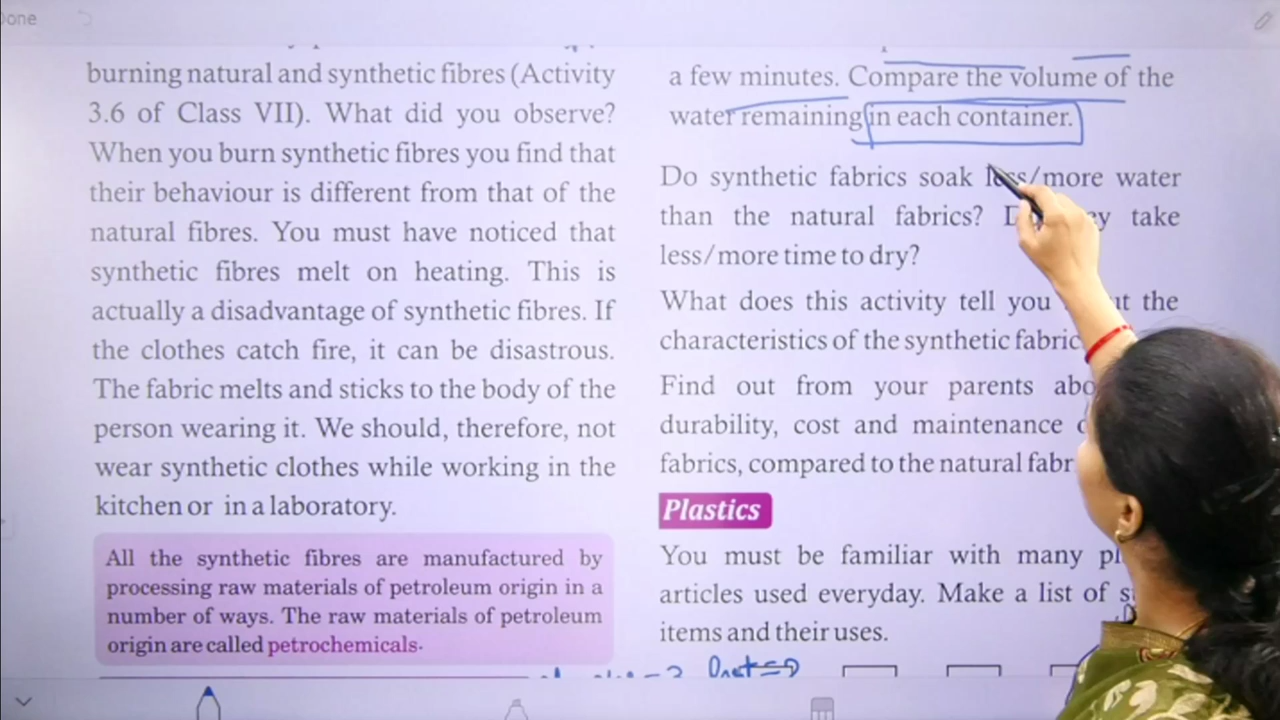 Done
burning natural and synthetic fibres (Activity
3.6 of Class VII). What did you observe?
When you burn synthetic fibres you find that
their behaviour is different from that of the
natural fibres. You must have noticed that
synthetic fibres melt on heating. This is
actually a disadvantage of synthetic fibres. If
the clothes catch fire, it can be disastrous.
The fabric melts and sticks to the body of the
person wearing it. We should, therefore, not
wear synthetic clothes while working in the
kitchen or in a laboratory.
All the synthetic fibres are manufactured by
processing raw materials of petroleum origin in a
number of ways. The raw materials of petroleum
origin are called petrochemicals.
a few minutes. Compare the volume of the
water remaining in each container.
Do synthetic fabrics soak less/more water
than the natural fabrics? take
less/more time to dry?
What does this activity tell you the
characteristics of the synthetic
Find out from your parents
durability, cost and maintenance
fabrics, compared to the natural
Plastics
You must be familiar with many
articles used everyday. Make a list of
items and their uses.